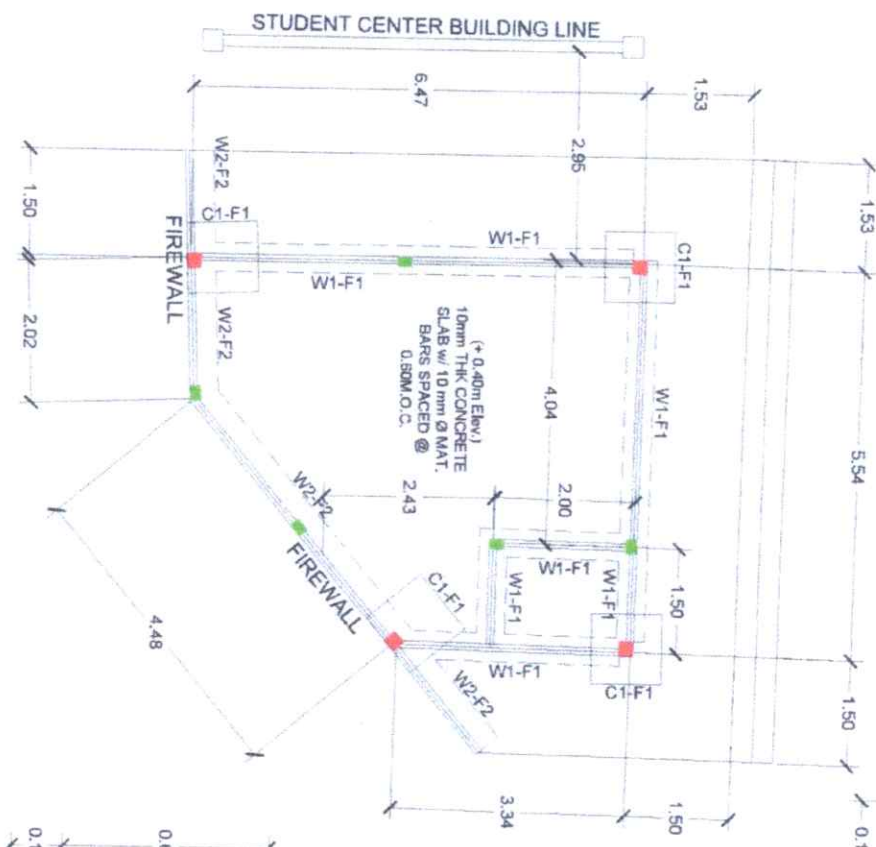 STUDENT CENTER BUILDING LINE
6.47
1.53
2.95
1.50
W2-F2
1.53
C1-F1
W1-F1
C1-F1
FIREWALL
W1-F1
2.02
W2-F2
(+ 0.40m Elev.)
10mm THK CONCRETE
SLAB w/ 10 mm Ø MAT.
BARS SPACED @
0.60M.O.C.
4.04
W1-F1
5.54
2.43
2.00
W2-F2
FIREWALL
W1-F1
W1-F1
W1-F1
1.50
C1-F1
4.48
W1-F1
C1-F1
W2-F2
1.50
3.34
1.50